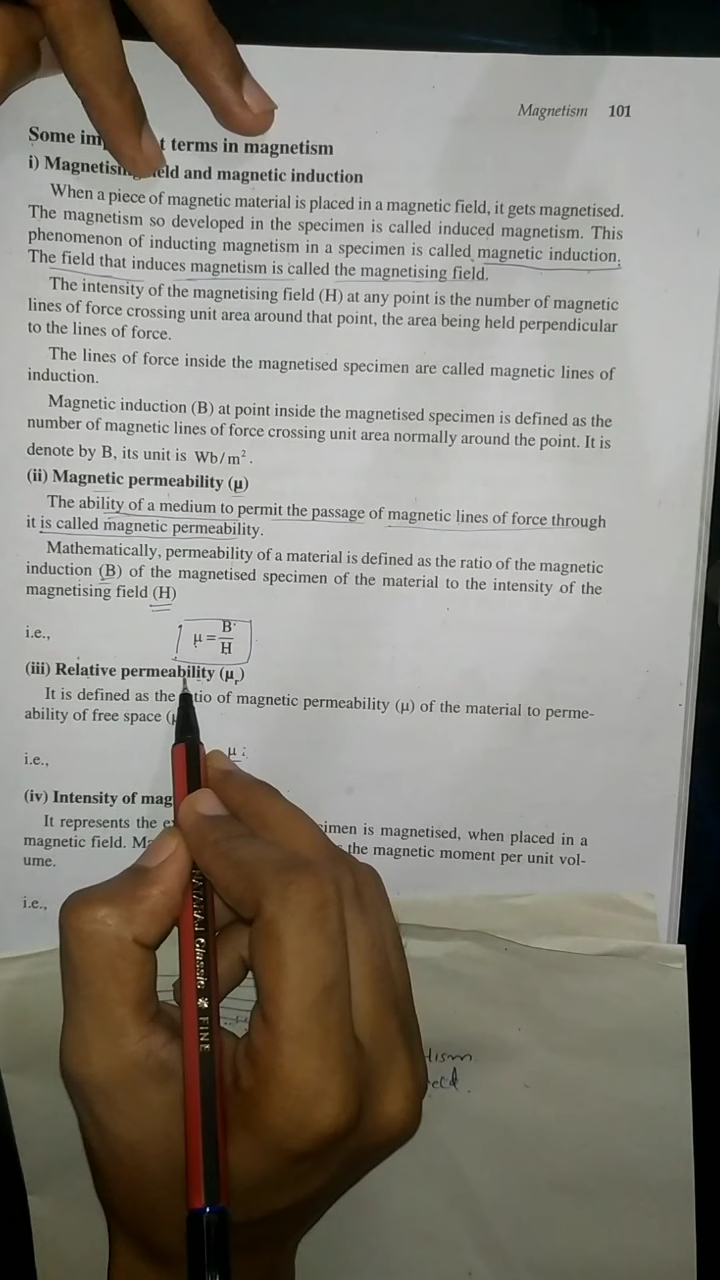 Magnetism 101
Some im t terms in magnetism
i) Magnetisin eld and magnetic induction
When a piece of magnetic material is placed in a magnetic field, it gets magnetised.
The magnetism so developed in the specimen is called induced magnetism. This
phenomenon of inducting magnetism in a specimen is called magnetic induction.
The field that induces magnetism is called the magnetising field.
The intensity of the magnetising field (H) at any point is the number of magnetic
lines of force crossing unit area around that point, the area being held perpendicular
to the lines of force.
The lines of force inside the magnetised specimen are called magnetic lines of
induction.
Magnetic induction (B) at point inside the magnetised specimen is defined as the
number of magnetic lines of force crossing unit area normally around the point. It is
denote by B, its unit is Wb/m².
(ii) Magnetic permeability (μ)
The ability of a medium to permit the passage of magnetic lines of force through
it is called magnetic permeability.
Mathematically, permeability of a material is defined as the ratio of the magnetic
induction (B) of the magnetised specimen of the material to the intensity of the
magnetising field (H)
i.e., μ = B/H
(iii) Relative permeability (μr)
It is defined as the tio of magnetic permeability (μ) of the material to perme-
ability of free space (
i.e., μ
(iv) Intensity of mag
It represents the imen is magnetised, when placed in a
magnetic field. the magnetic moment per unit vol-
ume.
i.e.,
NATARAJ Classic FINE
tism
eld